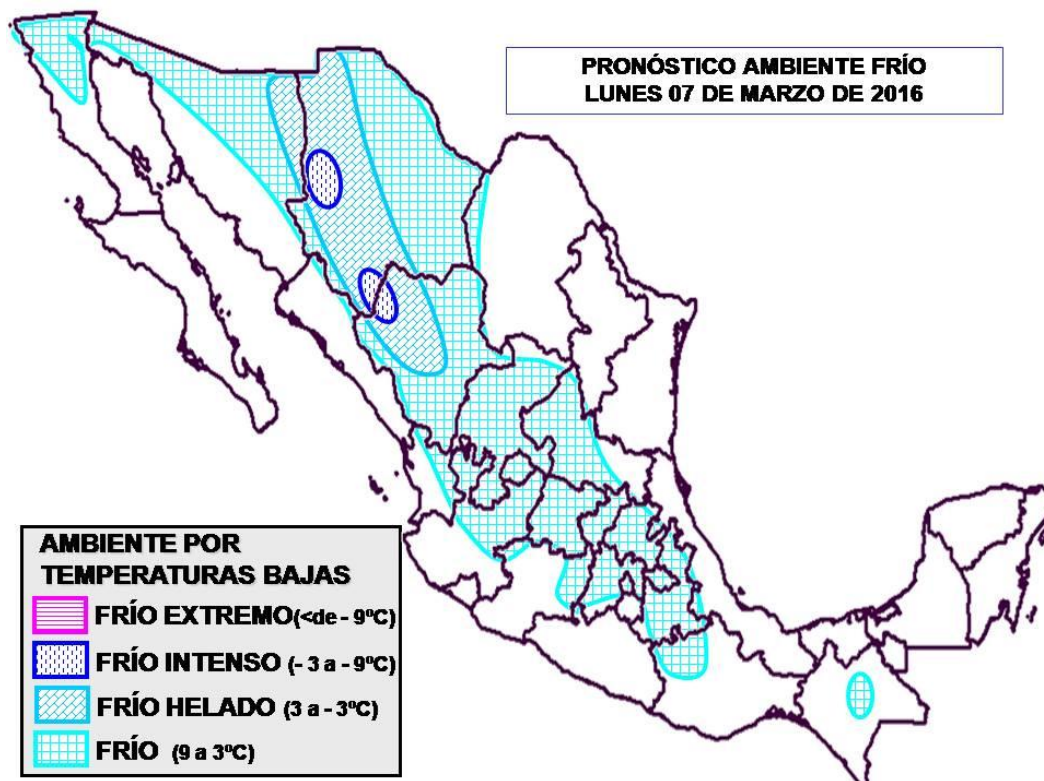 PRONÓSTICO AMBIENTE FRÍO
LUNES 07 DE MARZO DE 2016
AMBIENTE POR
TEMPERATURAS BAJAS
FRÍO EXTREMO(<de - 9ºC)
FRÍO INTENSO (- 3 a - 9ºC)
FRÍO HELADO (3 a - 3ºC)
FRÍO (9 a 3ºC)